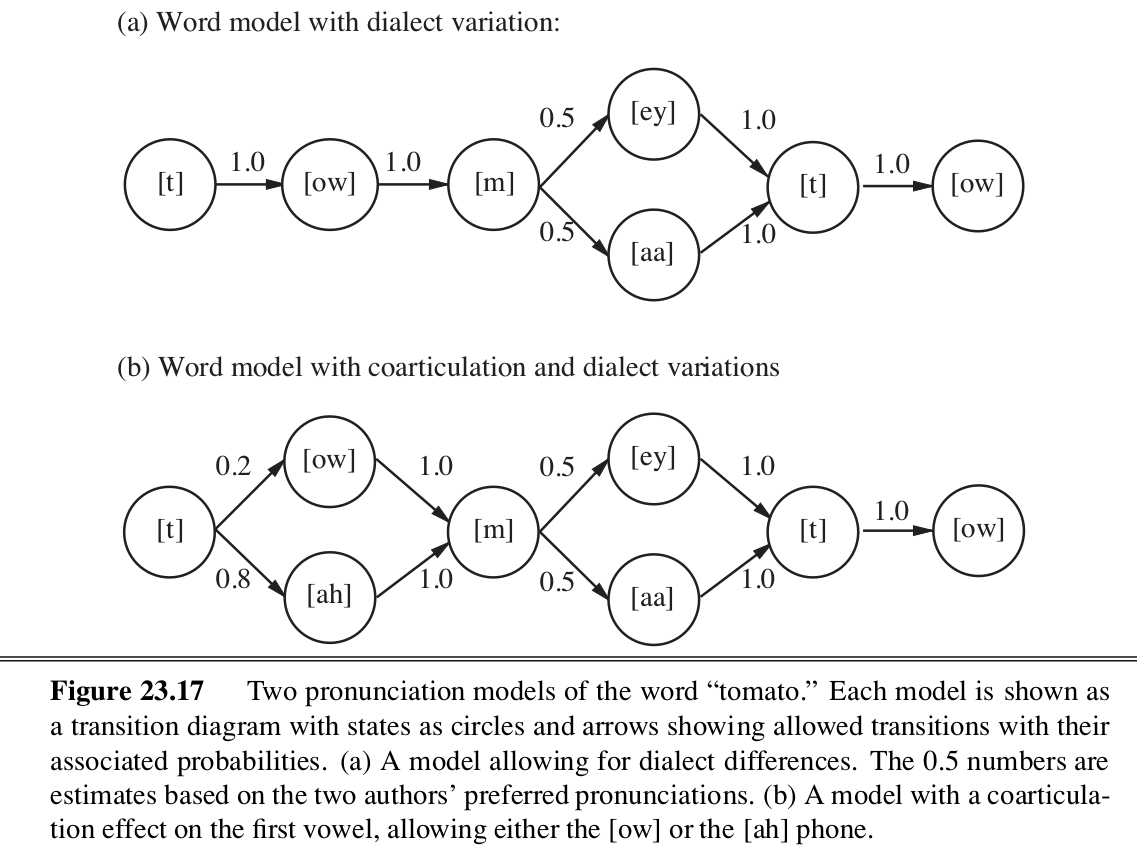 (a) Word model with dialect variation:
[ey]
0.5 1.0
1.0 1.0 1.0
[t] [ow] [m] [t] [ow]
0.5 1.0
[aa]
(b) Word model with coarticulation and dialect variations
[ow] [ey]
0.2 1.0 0.5 1.0
1.0
[t] [m] [t] [ow]
0.8 1.0 0.5 1.0
[ah] [aa]
Figure 23.17 Two pronunciation models of the word “tomato.” Each model is shown as
a transition diagram with states as circles and arrows showing allowed transitions with their
associated probabilities. (a) A model allowing for dialect differences. The 0.5 numbers are
estimates based on the two authors’ preferred pronunciations. (b) A model with a coarticula-
tion effect on the first vowel, allowing either the [ow] or the [ah] phone.